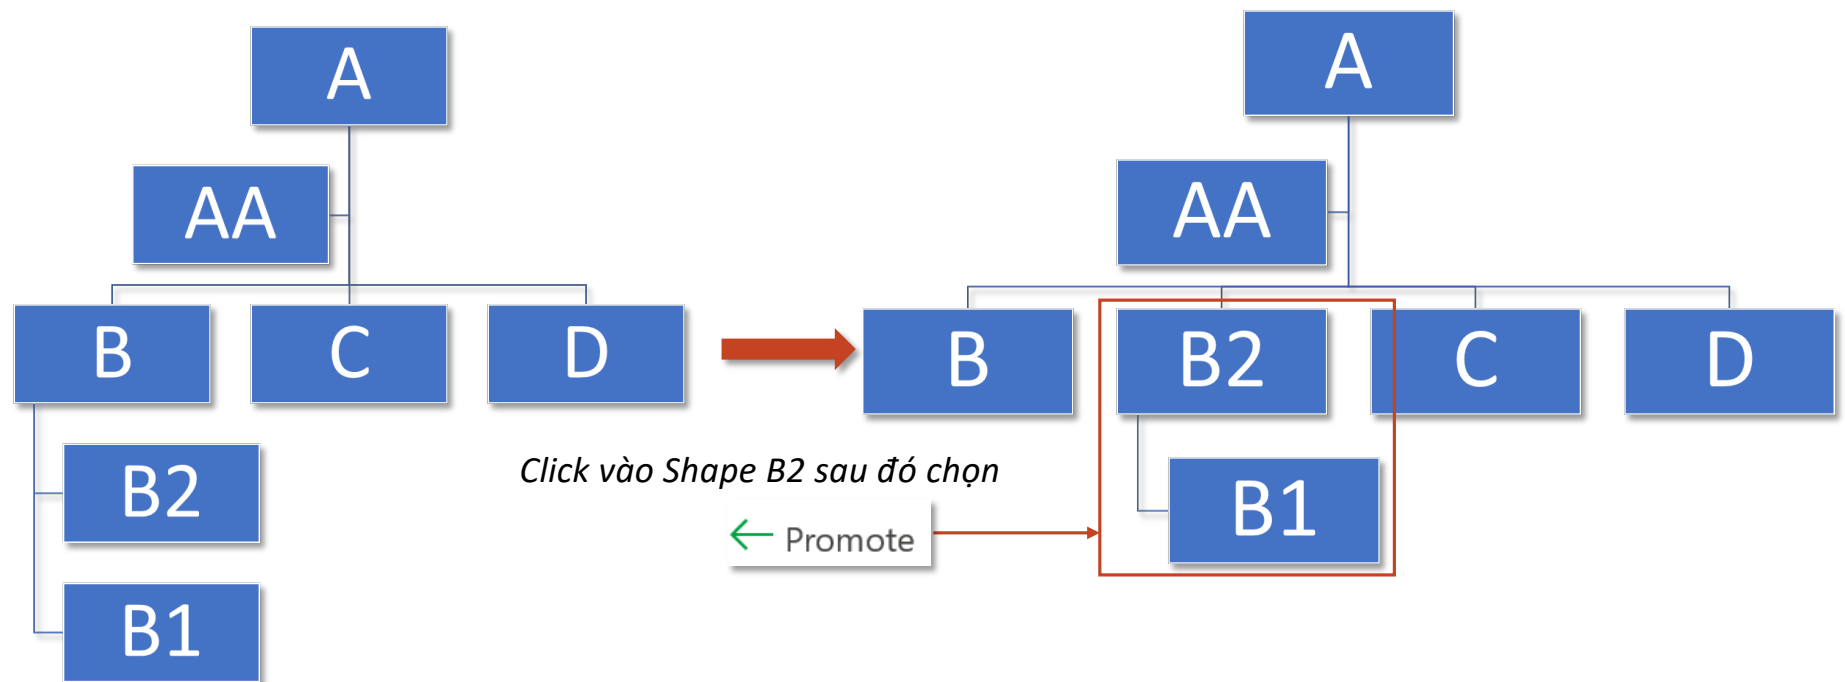 A
AA
B
C
D
B2
B1
Click vào Shape B2 sau đó chọn
← Promote
A
AA
B
B2
C
D
B1